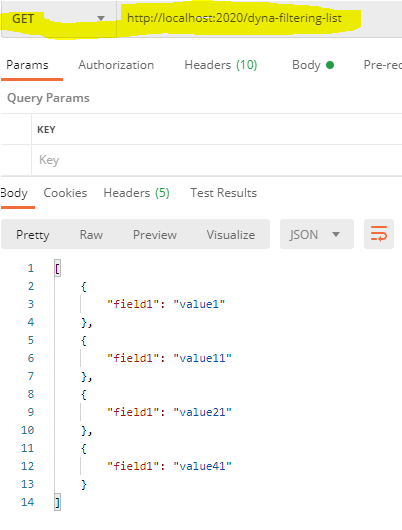 GET http://localhost:2020/dyna-filtering-list
Params Authorization Headers (10) Body Pre-rec
Query Params
KEY
Key
Body Cookies Headers (5) Test Results
Pretty Raw Preview Visualize JSON
1 [
2 {
3 "field1": "value1"
4 },
5 {
6 "field1": "value11"
7 },
8 {
9 "field1": "value21"
10 },
11 {
12 "field1": "value41"
13 }
14 ]